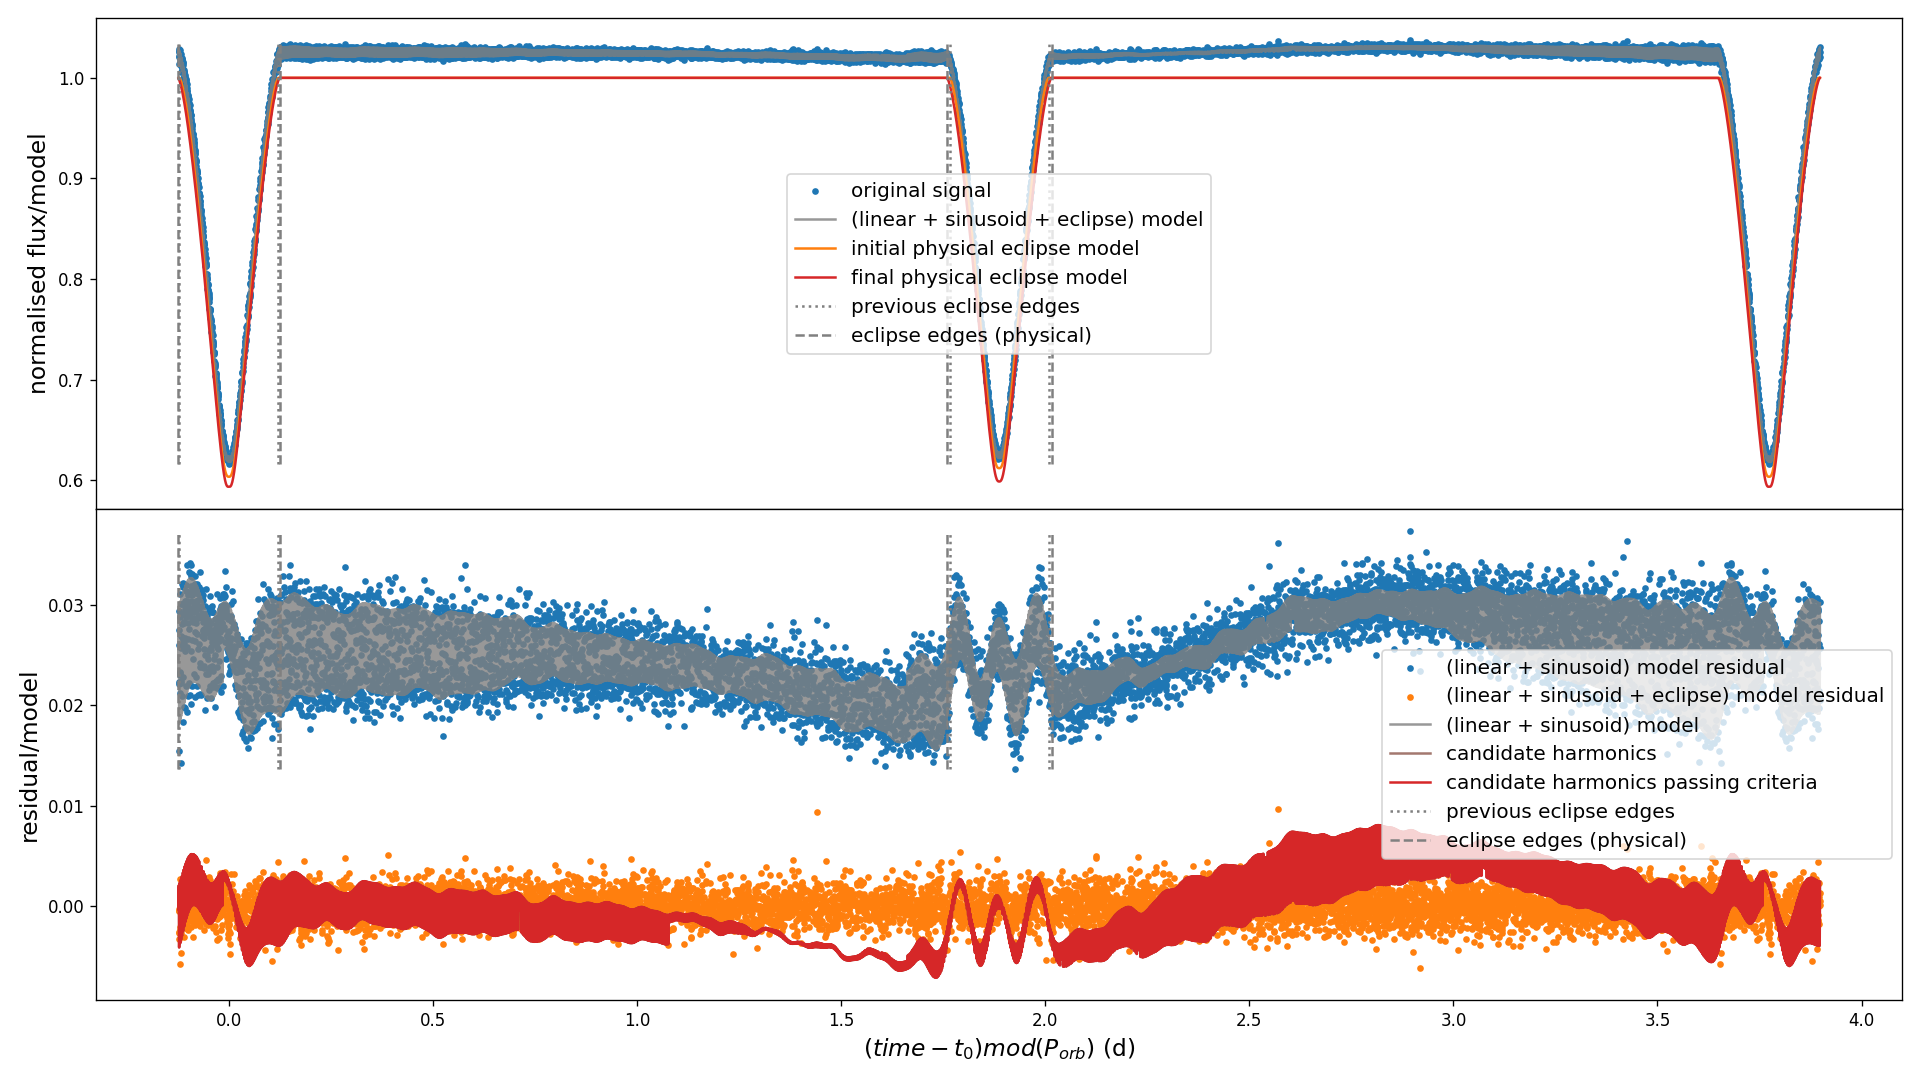 normalised flux/model
1.0
0.9
0.8
0.7
0.6
original signal
(linear + sinusoid + eclipse) model
initial physical eclipse model
final physical eclipse model
previous eclipse edges
eclipse edges (physical)
residual/model
0.03
0.02
0.01
0.00
(linear + sinusoid) model residual
(linear + sinusoid + eclipse) model residual
(linear + sinusoid) model
candidate harmonics
candidate harmonics passing criteria
previous eclipse edges
eclipse edges (physical)
0.0 0.5 1.0 1.5 2.0 2.5 3.0 3.5 4.0
(time − t₀)mod(Pₒᵣb) (d)